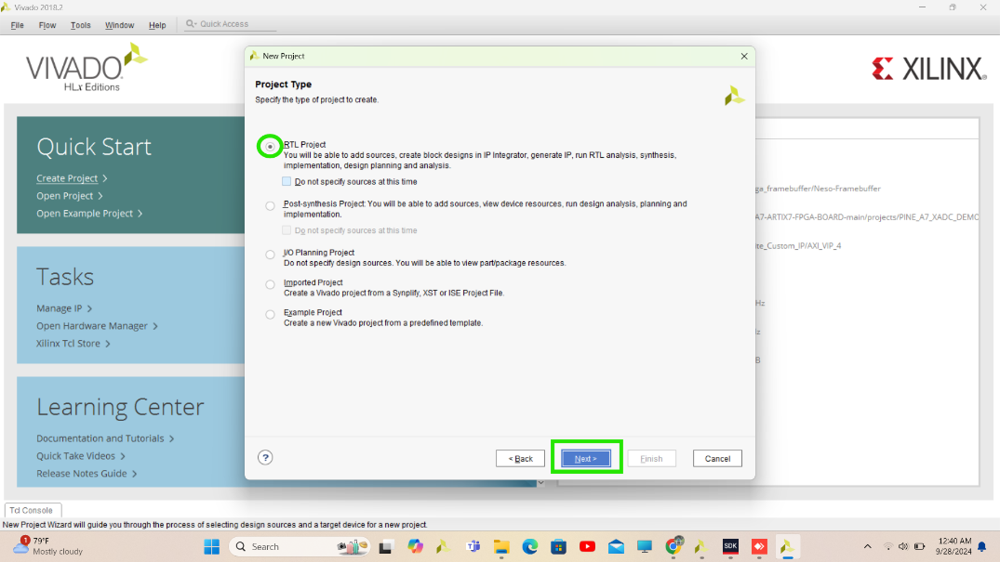 Vivado 2018.2
File Flow Tools Window Help Quick Access
VIVADO
HLx Editions
XILINX
Quick Start
Create Project >
Open Project >
Open Example Project >
Tasks
Manage IP >
Open Hardware Manager >
Xilinx Tcl Store >
Learning Center
Documentation and Tutorials >
Quick Take Videos >
Release Notes Guide >
New Project
Project Type
Specify the type of project to create.
RTL Project
You will be able to add sources, create block designs in IP Integrator, generate IP, run RTL analysis, synthesis,
implementation, design planning and analysis.
Do not specify sources at this time
Post-synthesis Project: You will be able to add sources, view device resources, run design analysis, planning and
implementation.
Do not specify sources at this time
I/O Planning Project
Do not specify design sources. You will be able to view part/package resources.
Imported Project
Create a Vivado project from a Synplify, XST or ISE Project File.
Example Project
Create a new Vivado project from a predefined template.
? < Back Next > Finish Cancel
ga_framebuffer/Neso-Framebuffer
A7-ARTIX7-FPGA-BOARD-main/projects/PINE_A7_XADC_DEMO
ite_Custom_IP/AXI_VIP_4
Hz
z
B
Tcl Console
New Project Wizard will guide you through the process of selecting design sources and a target device for a new project.
1
79°F
Mostly cloudy
Search
SDK
12:40 AM
9/28/2024